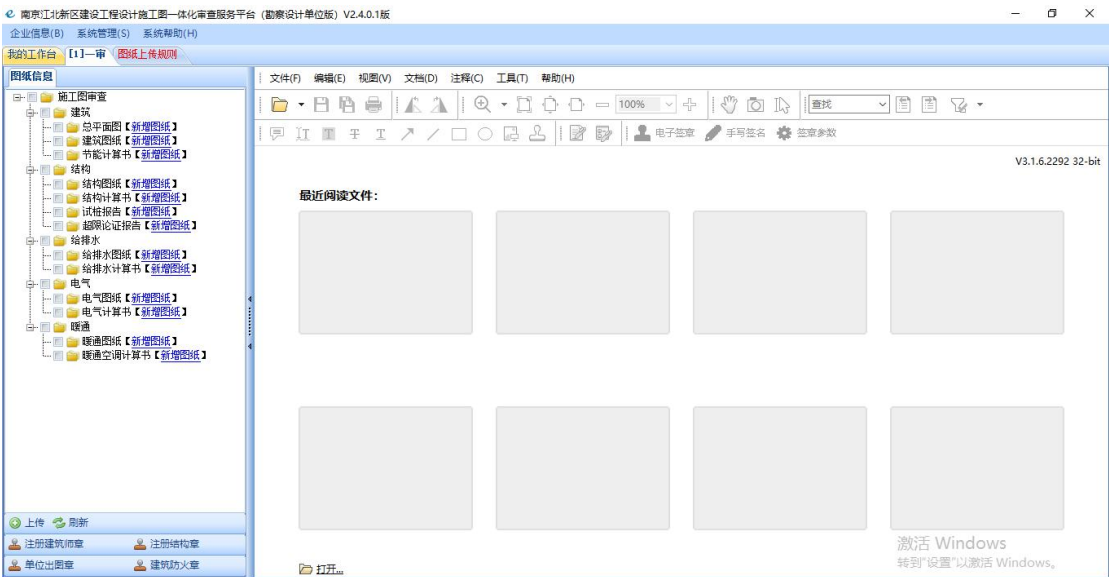 南京江北新区建设工程设计施工图一体化审查服务平台（勘察设计单位版）V2.4.0.1版
企业信息(B) 系统管理(S) 系统帮助(H)
我的工作台 [1]一审 图纸上传规则
图纸信息
施工图审查
建筑
总平面图【新增图纸】
建筑图纸【新增图纸】
节能计算书【新增图纸】
结构
结构图纸【新增图纸】
结构计算书【新增图纸】
试桩报告【新增图纸】
超限论证报告【新增图纸】
给排水
给排水图纸【新增图纸】
给排水计算书【新增图纸】
电气
电气图纸【新增图纸】
电气计算书【新增图纸】
暖通
暖通图纸【新增图纸】
暖通空调计算书【新增图纸】
上传 刷新
注册建筑师章 注册结构章
单位出图章 建筑防火章
文件(F) 编辑(E) 视图(V) 文档(D) 注释(C) 工具(T) 帮助(H)
100% 查找
电子签章 手写签名 签章参数
V3.1.6.2292 32-bit
最近阅读文件：
打开...
激活 Windows
转到"设置"以激活 Windows。